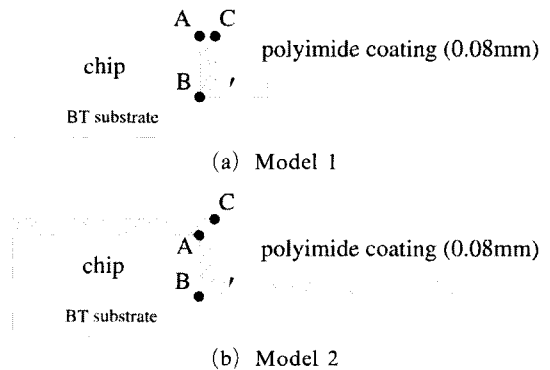 A C
polyimide coating (0.08mm)
chip
B
BT substrate
(a) Model 1
C
A
polyimide coating (0.08mm)
chip
B
BT substrate
(b) Model 2